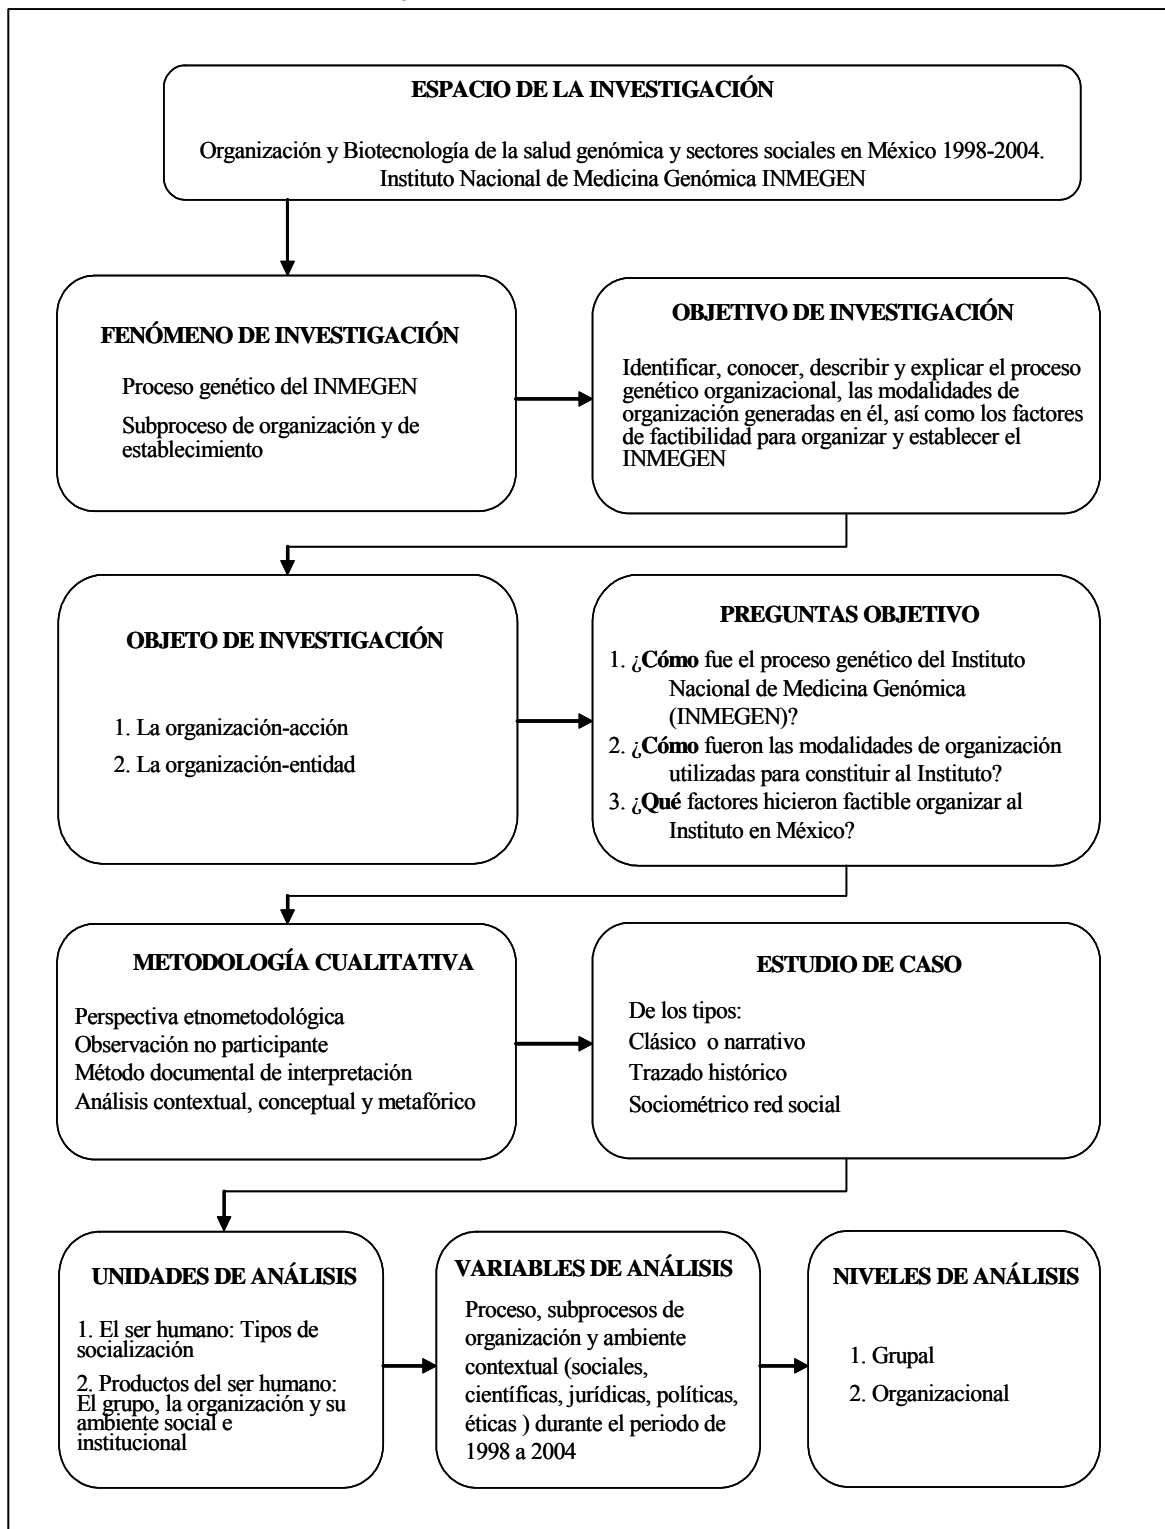 ESPACIO DE LA INVESTIGACIÓN
Organización y Biotecnología de la salud genómica y sectores sociales en México 1998-2004.
Instituto Nacional de Medicina Genómica INMEGEN
FENÓMENO DE INVESTIGACIÓN
Proceso genético del INMEGEN
Subproceso de organización y de
establecimiento
OBJETIVO DE INVESTIGACIÓN
Identificar, conocer, describir y explicar el proceso
genético organizacional, las modalidades de
organización generadas en él, así como los factores
de factibilidad para organizar y establecer el
INMEGEN
OBJETO DE INVESTIGACIÓN
1. La organización-acción
2. La organización-entidad
PREGUNTAS OBJETIVO
1. ¿Cómo fue el proceso genético del Instituto
Nacional de Medicina Genómica
(INMEGEN)?
2. ¿Cómo fueron las modalidades de organización
utilizadas para constituir al Instituto?
3. ¿Qué factores hicieron factible organizar al
Instituto en México?
METODOLOGÍA CUALITATIVA
Perspectiva etnometodológica
Observación no participante
Método documental de interpretación
Análisis contextual, conceptual y metafórico
ESTUDIO DE CASO
De los tipos:
Clásico o narrativo
Trazado histórico
Sociométrico red social
UNIDADES DE ANÁLISIS
1. El ser humano: Tipos de
socialización
2. Productos del ser humano:
El grupo, la organización y su
ambiente social e
institucional
VARIABLES DE ANÁLISIS
Proceso, subprocesos de
organización y ambiente
contextual (sociales,
científicas, jurídicas, políticas,
éticas ) durante el periodo de
1998 a 2004
NIVELES DE ANÁLISIS
1. Grupal
2. Organizacional